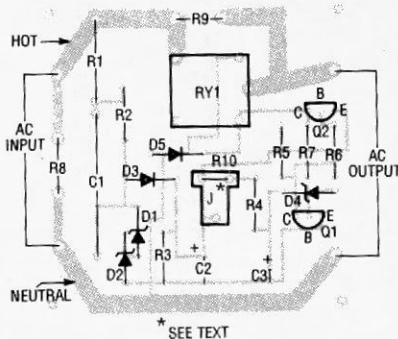 R9
HOT
R1
RY1
R2
B
C E
Q2
AC INPUT
D5
R10
R5 R7 R6
AC OUTPUT
R8
D3
*
C1
J
R4
D4
D1
C E
B Q1
D2
R3
+
C2
+
C3
NEUTRAL
* SEE TEXT